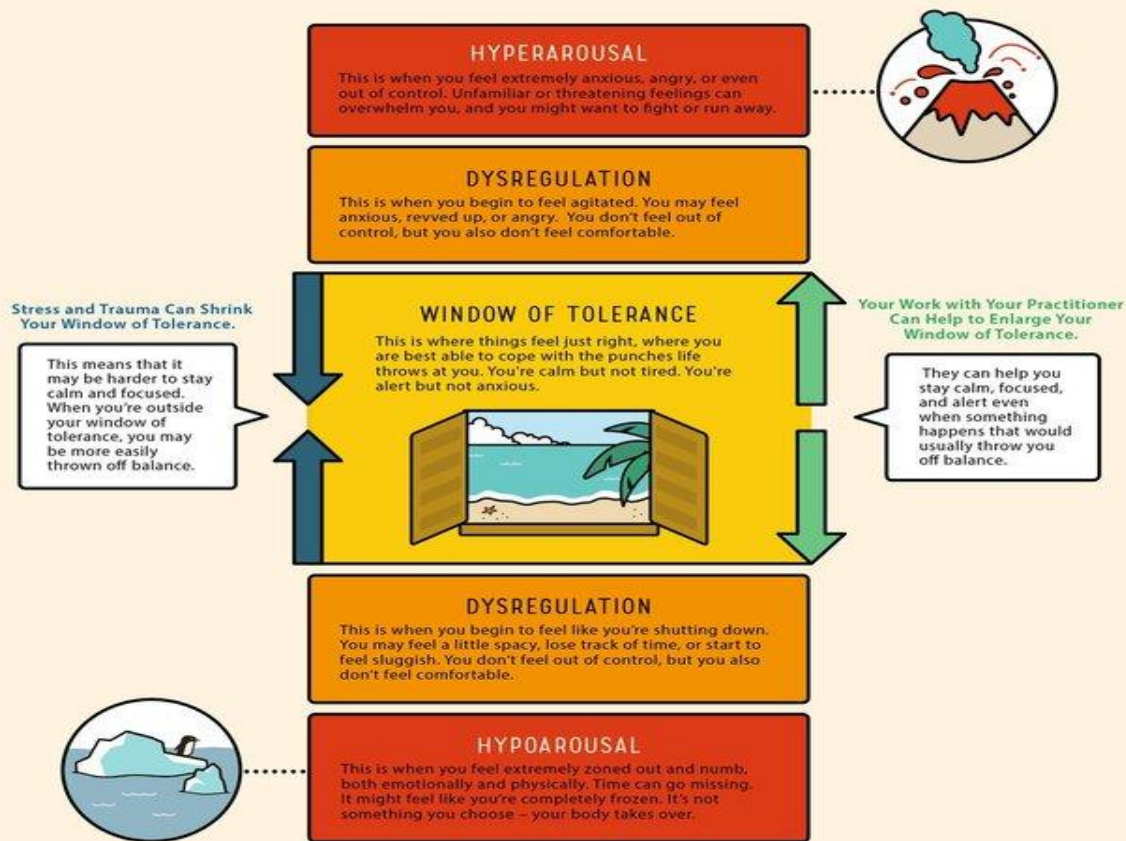 HYPERAROUSAL
This is when you feel extremely anxious, angry, or even
out of control. Unfamiliar or threatening feelings can
overwhelm you, and you might want to fight or run away.
DYSREGULATION
This is when you begin to feel agitated. You may feel
anxious, revved up, or angry. You don't feel out of
control, but you also don't feel comfortable.
Stress and Trauma Can Shrink
Your Window of Tolerance.
This means that it
may be harder to stay
calm and focused.
When you're outside
your window of
tolerance, you may
be more easily
thrown off balance.
WINDOW OF TOLERANCE
This is where things feel just right, where you
are best able to cope with the punches life
throws at you. You're calm but not tired. You're
alert but not anxious.
Your Work with Your Practitioner
Can Help to Enlarge Your
Window of Tolerance.
They can help you
stay calm, focused,
and alert even
when something
happens that would
usually throw you
off balance.
DYSREGULATION
This is when you begin to feel like you're shutting down.
You may feel a little spacy, lose track of time, or start to
feel sluggish. You don't feel out of control, but you also
don't feel comfortable.
HYPOAROUSAL
This is when you feel extremely zoned out and numb,
both emotionally and physically. Time can go missing.
It might feel like you're completely frozen. It's not
something you choose – your body takes over.